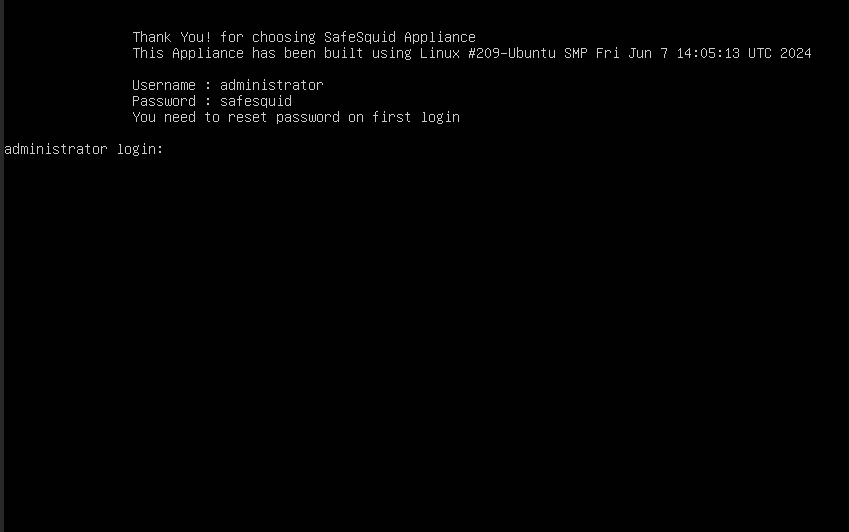 Thank You! for choosing SafeSquid Appliance
This Appliance has been built using Linux #209-Ubuntu SMP Fri Jun 7 14:05:13 UTC 2024
Username : administrator
Password : safesquid
You need to reset password on first login
administrator login: